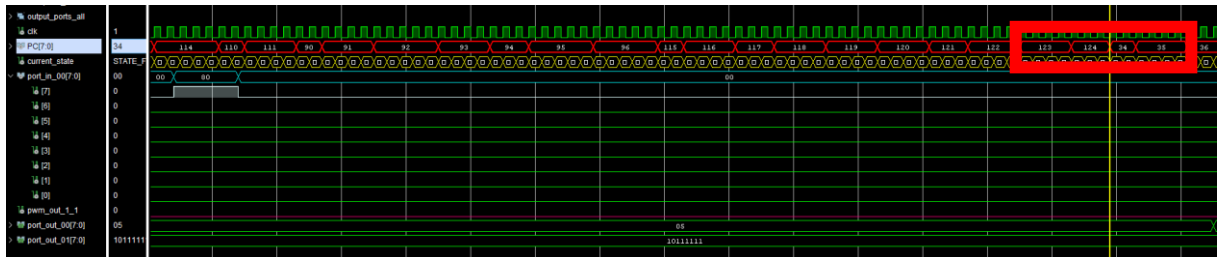 output_ports_all
clk 1
PC[7:0] 34 114 110 111 90 91 92 93 94 95 96 115 116 117 118 119 120 121 122 123 124 34 35 36
current_state STATE_F
port_in_00[7:0] 00 00 80 00
[7] 0
[6] 0
[5] 0
[4] 0
[3] 0
[2] 0
[1] 0
[0] 0
pwm_out_1_1 0
port_out_00[7:0] 05 05
port_out_01[7:0] 1011111 10111111